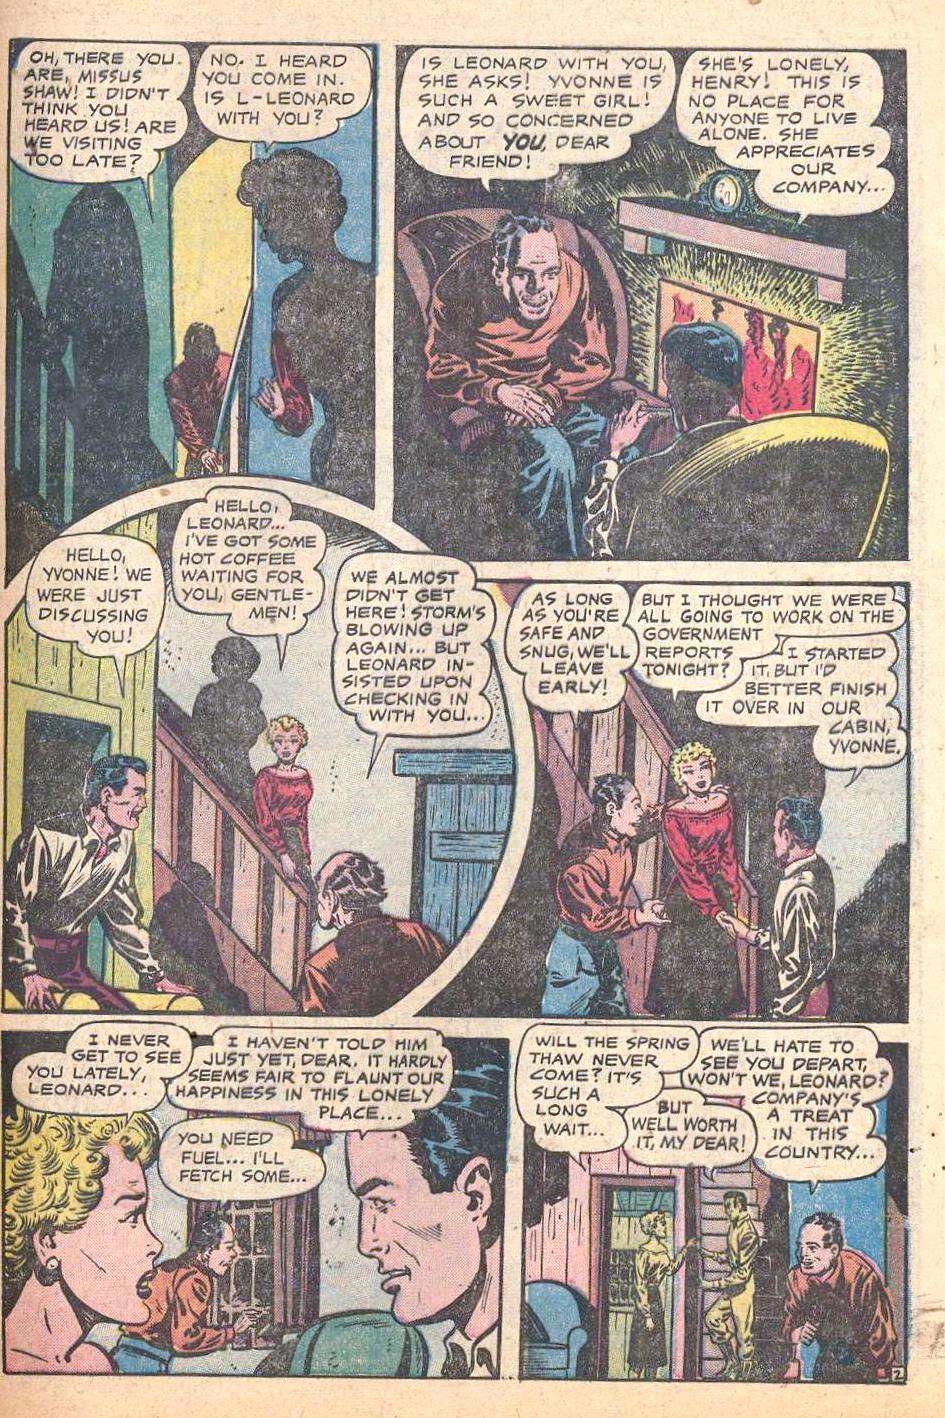 OH, THERE YOU
ARE, MISSUS
SHAW! I DIDN'T
THINK YOU
HEARD US! ARE
WE VISITING
TOO LATE?
NO. I HEARD
YOU COME IN.
IS L-LEONARD
WITH YOU?
IS LEONARD WITH YOU,
SHE ASKS! YVONNE IS
SUCH A SWEET GIRL!
AND SO CONCERNED
ABOUT YOU, DEAR
FRIEND!
SHE'S LONELY,
HENRY! THIS IS
NO PLACE FOR
ANYONE TO LIVE
ALONE. SHE
APPRECIATES
OUR
COMPANY...
HELLO,
YVONNE! WE
WERE JUST
DISCUSSING
YOU!
HELLO,
LEONARD...
I'VE GOT SOME
HOT COFFEE
WAITING FOR
YOU, GENTLE-
MEN!
WE ALMOST
DIDN'T GET
HERE! STORM'S
BLOWING UP
AGAIN... BUT
LEONARD IN-
SISTED UPON
CHECKING IN
WITH YOU...
AS LONG
AS YOU'RE
SAFE AND
SNUG, WE'LL
LEAVE
EARLY!
BUT I THOUGHT WE WERE
ALL GOING TO WORK ON THE
GOVERNMENT
REPORTS
TONIGHT?
I STARTED
IT, BUT I'D
BETTER FINISH
IT OVER IN OUR
CABIN,
YVONNE.
I NEVER
GET TO SEE
YOU LATELY,
LEONARD...
I HAVEN'T TOLD HIM
JUST YET, DEAR. IT HARDLY
SEEMS FAIR TO FLAUNT OUR
HAPPINESS IN THIS LONELY
PLACE...
YOU NEED
FUEL... I'LL
FETCH SOME...
WILL THE SPRING
THAW NEVER
COME? IT'S
SUCH A
LONG
WAIT...
BUT
WELL WORTH
IT, MY DEAR!
WE'LL HATE TO
SEE YOU DEPART,
WON'T WE, LEONARD?
COMPANY'S
A TREAT
IN THIS
COUNTRY...
2